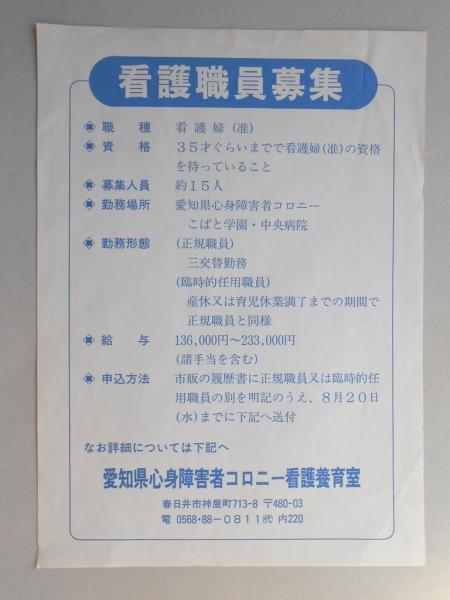 看護職員募集
職種 看護婦(准)
資格 35才ぐらいまでで看護婦(准)の資格
を持っていること
募集人員 約15人
勤務場所 愛知県心身障害者コロニー
こばと学園・中央病院
勤務形態 (正規職員)
三交替勤務
(臨時的任用職員)
産休又は育児休業満了までの期間で
正規職員と同様
給与 136,000円〜233,000円
(諸手当を含む)
申込方法 市販の履歴書に正規職員又は臨時的任
用職員の別を明記のうえ、8月20日
(水)までに下記へ送付
なお詳細については下記へ
愛知県心身障害者コロニー看護養育室
春日井市神屋町713-8 〒480-03
電 0568・88−0811㈹ 内220